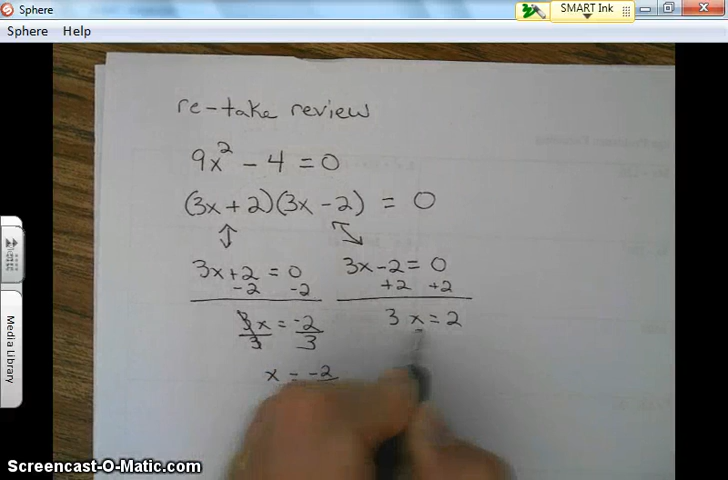 Sphere
SMART Ink
Sphere Help
Media Library
re-take review
9x² - 4 = 0
(3x + 2)(3x - 2) = 0
3x+2 = 0 3x-2 = 0
-2 -2 +2 +2
3x = -2 3x = 2
3 3
x = -2
Screencast-O-Matic.com